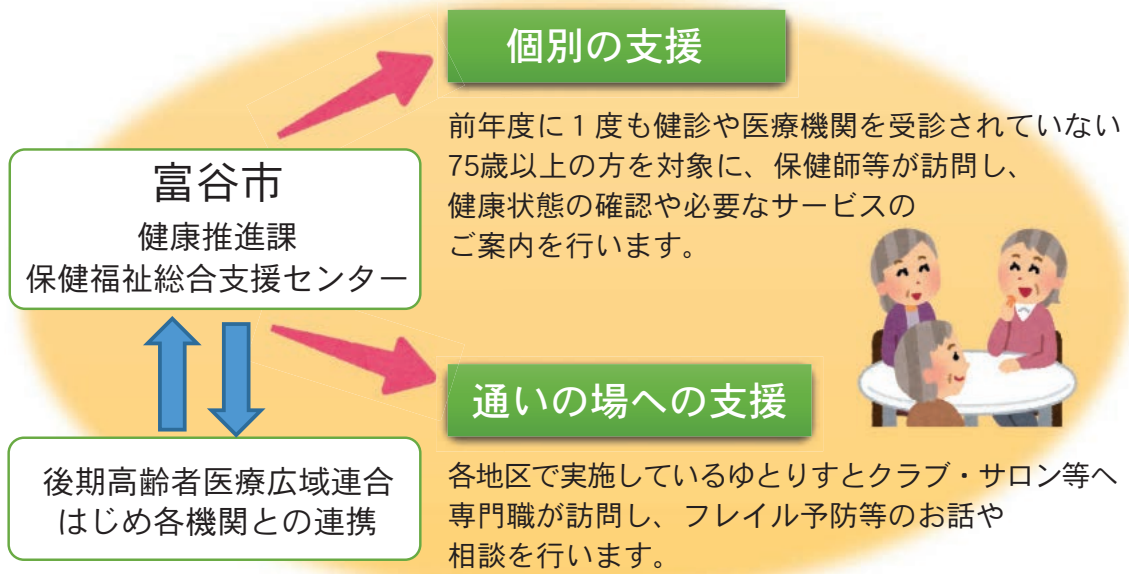 個別の支援
前年度に1度も健診や医療機関を受診されていない
75歳以上の方を対象に、保健師等が訪問し、
健康状態の確認や必要なサービスの
ご案内を行います。
富谷市
健康推進課
保健福祉総合支援センター
通いの場への支援
各地区で実施しているゆとりすとクラブ・サロン等へ
専門職が訪問し、フレイル予防等のお話や
相談を行います。
後期高齢者医療広域連合
はじめ各機関との連携